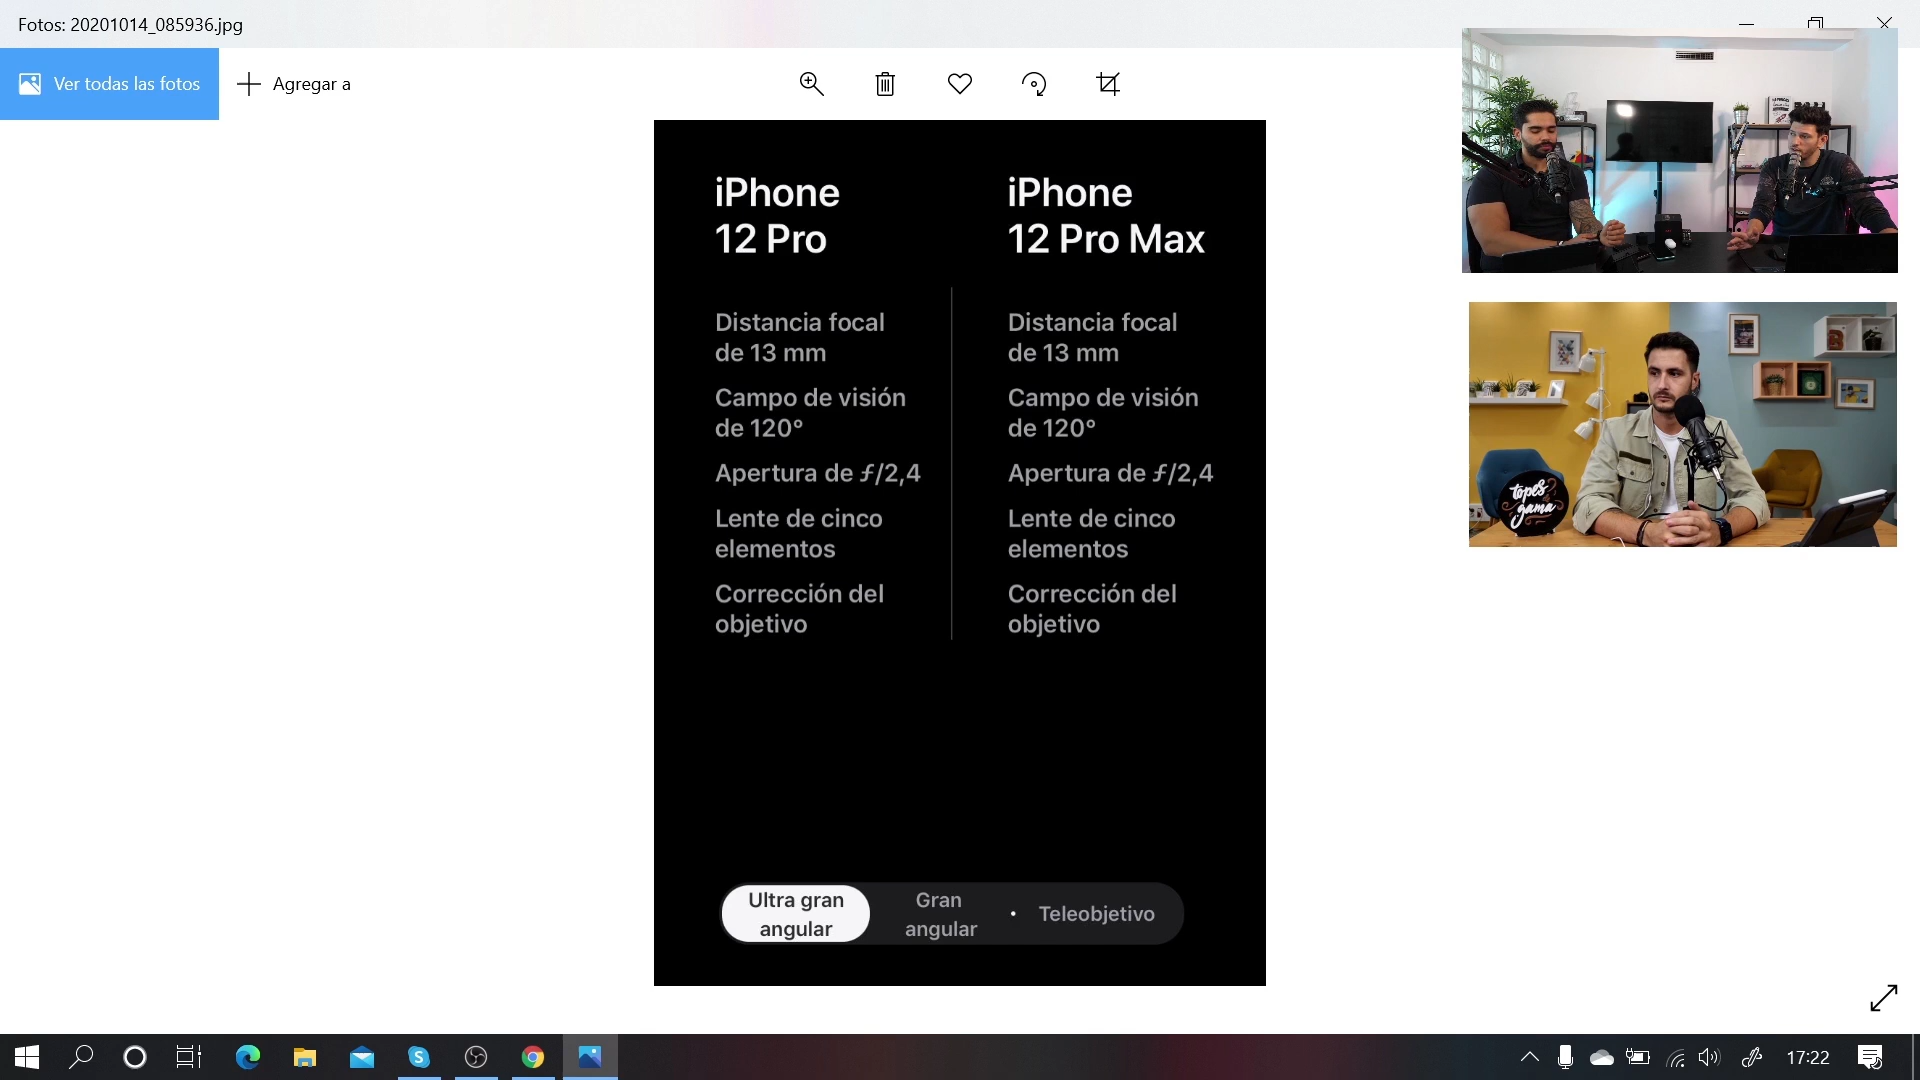 Fotos: 20201014_085936.jpg
Ver todas las fotos
Agregar a
iPhone
12 Pro
Distancia focal
de 13 mm
Campo de visión
de 120°
Apertura de ƒ/2,4
Lente de cinco
elementos
Corrección del
objetivo
iPhone
12 Pro Max
Distancia focal
de 13 mm
Campo de visión
de 120°
Apertura de ƒ/2,4
Lente de cinco
elementos
Corrección del
objetivo
Ultra gran
angular
Gran
angular
Teleobjetivo
topes
de
gama
17:22